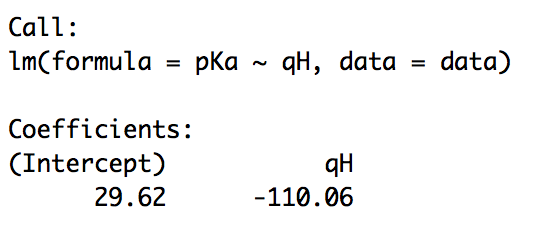 Call:
lm(formula = pKa ~ qH, data = data)
Coefficients:
(Intercept) qH
29.62 -110.06